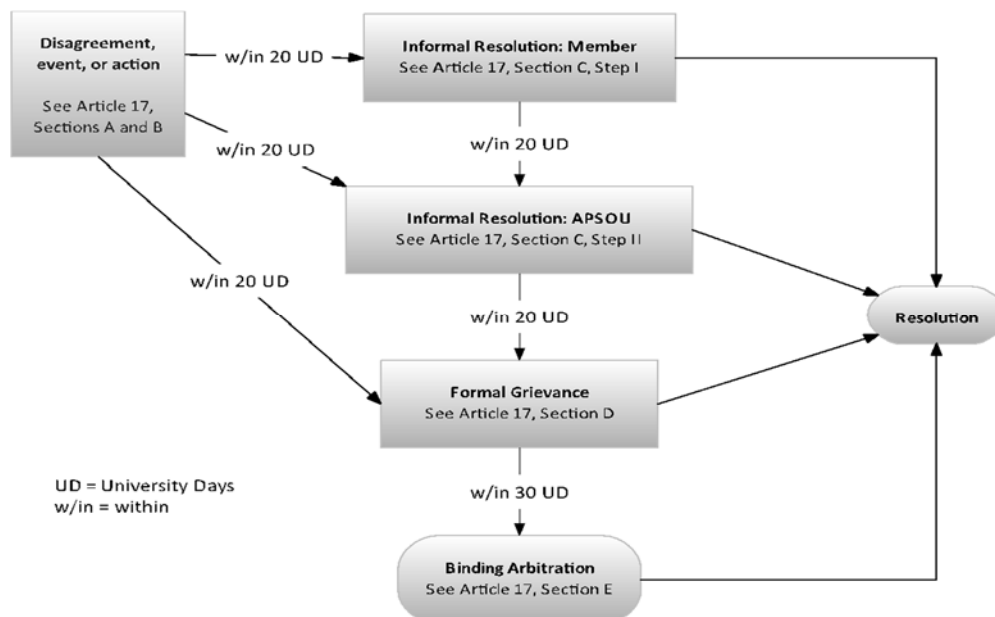 Disagreement,
event, or action
See Article 17,
Sections A and B
w/in 20 UD
Informal Resolution: Member
See Article 17, Section C, Step I
w/in 20 UD
w/in 20 UD
Informal Resolution: APSOU
See Article 17, Section C, Step II
w/in 20 UD
w/in 20 UD
Resolution
Formal Grievance
See Article 17, Section D
UD = University Days
w/in = within
w/in 30 UD
Binding Arbitration
See Article 17, Section E